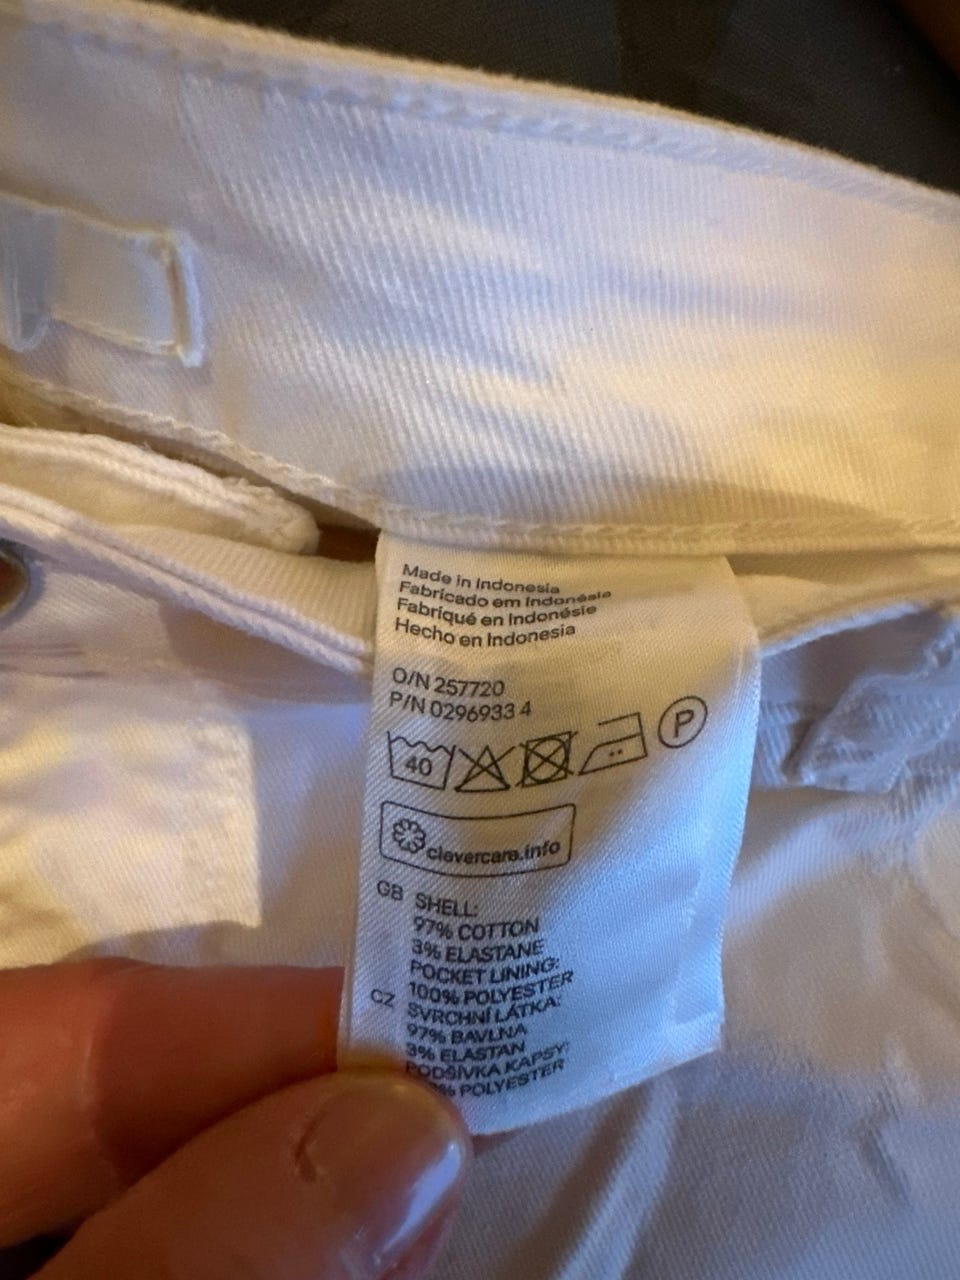 Made in Indonesia
Fabricado em Indonésia
Fabriqué en Indonésie
Hecho en Indonesia
O/N 257720
P/N 0296933 4
40 P
clevercare.info
GB SHELL:
97% COTTON
3% ELASTANE
POCKET LINING:
100% POLYESTER
CZ SVRCHNÍ LÁTKA:
97% BAVLNA
3% ELASTAN
PODŠÍVKA KAPSY:
% POLYESTER